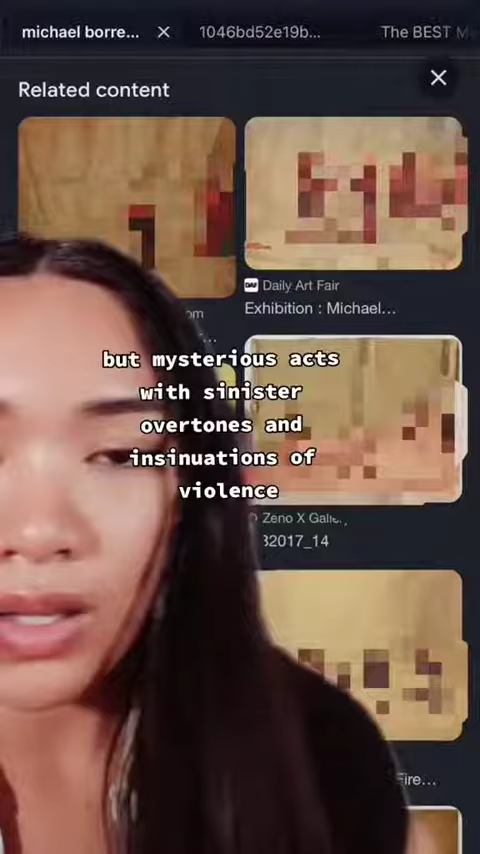 michael borre...
1046bd52e19b...
The BEST M
Related content
Daily Art Fair
Exhibition : Michael...
but mysterious acts
with sinister
overtones and
insinuations of
violence
Zeno X
32017_14
Fire...